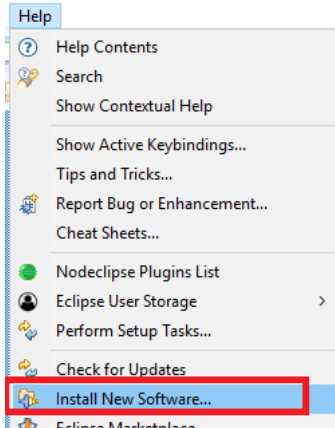 Help
Help Contents
Search
Show Contextual Help
Show Active Keybindings...
Tips and Tricks...
Report Bug or Enhancement...
Cheat Sheets...
Nodeclipse Plugins List
Eclipse User Storage
Perform Setup Tasks...
Check for Updates
Install New Software...
Eclipse Marketplace